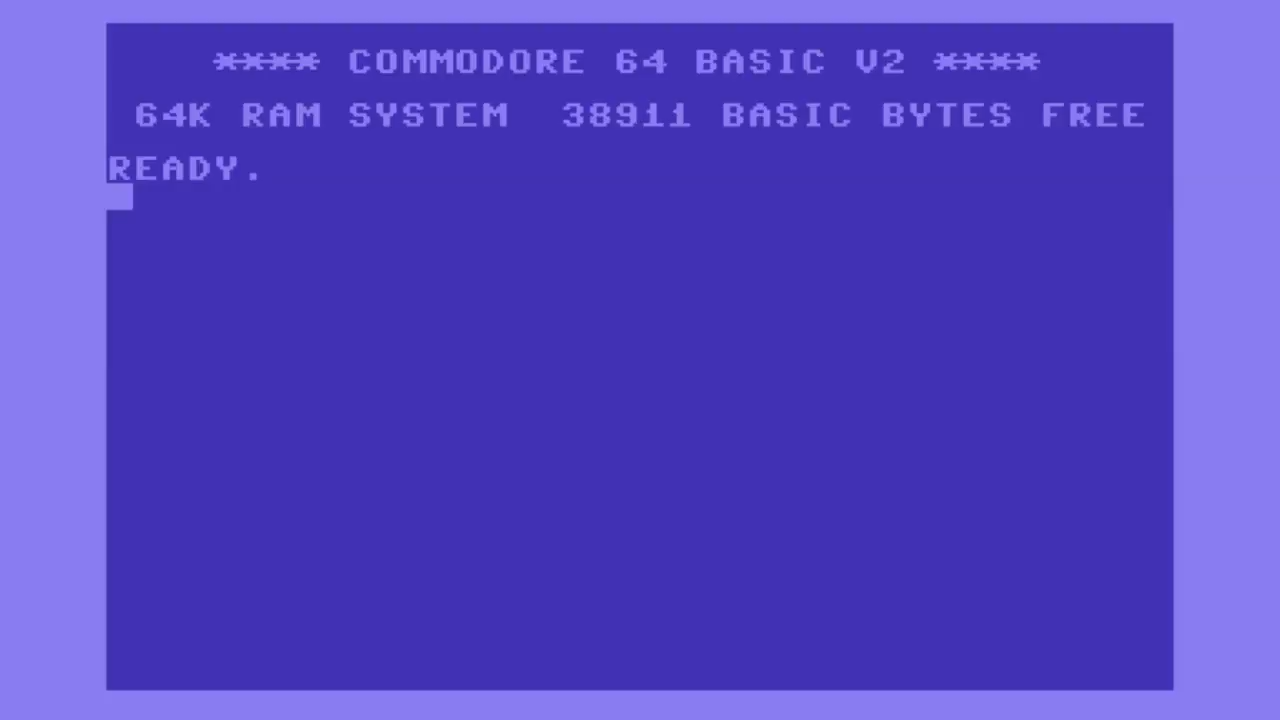 **** COMMODORE 64 BASIC V2 ****
64K RAM SYSTEM  38911 BASIC BYTES FREE
READY.